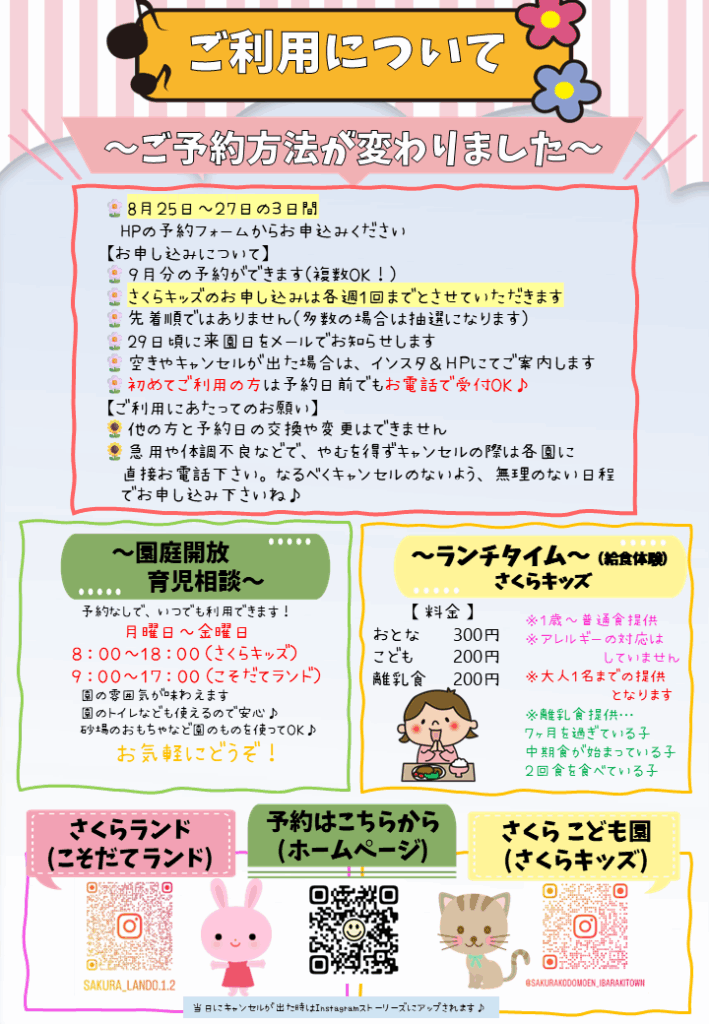 ご利用について
～ご予約方法が変わりました～
8月25日～27日の3日間
HPの予約フォームからお申込みください
【お申し込みについて】
9月分の予約ができます(複数OK！)
さくらキッズのお申し込みは各週1回までとさせていただきます
先着順ではありません(多数の場合は抽選になります)
29日頃に来園日をメールでお知らせします
空きやキャンセルが出た場合は、インスタ&HPにてご案内します
初めてご利用の方は予約日前でもお電話で受付OK♪
【ご利用にあたってのお願い】
他の方と予約日の交換や変更はできません
急用や体調不良などで、やむを得ずキャンセルの際は各園に
直接お電話下さい。なるべくキャンセルのないよう、無理のない日程
でお申し込み下さいね♪
～園庭開放
育児相談～
予約なしで、いつでも利用できます！
月曜日～金曜日
8：00～18：00(さくらキッズ)
9：00～17：00(こそだてランド)
園の雰囲気が味わえます
園のトイレなども使えるので安心♪
砂場のおもちゃなど園のものを使ってOK♪
お気軽にどうぞ！
～ランチタイム～(給食体験)
さくらキッズ
【 料金 】
おとな 300円
こども 200円
離乳食 200円
※1歳～普通食提供
※アレルギーの対応は
していません
※大人1名までの提供
となります
※離乳食提供…
7ヶ月を過ぎている子
中期食が始まっている子
2回食を食べている子
さくらランド
(こそだてランド)
SAKURA_LAND0.1.2
予約はこちらから
(ホームページ)
さくら こども園
(さくらキッズ)
@SAKURAKODOMOEN_IBARAKITOWN
当日にキャンセルが出た時はInstagramストーリーズにアップされます♪